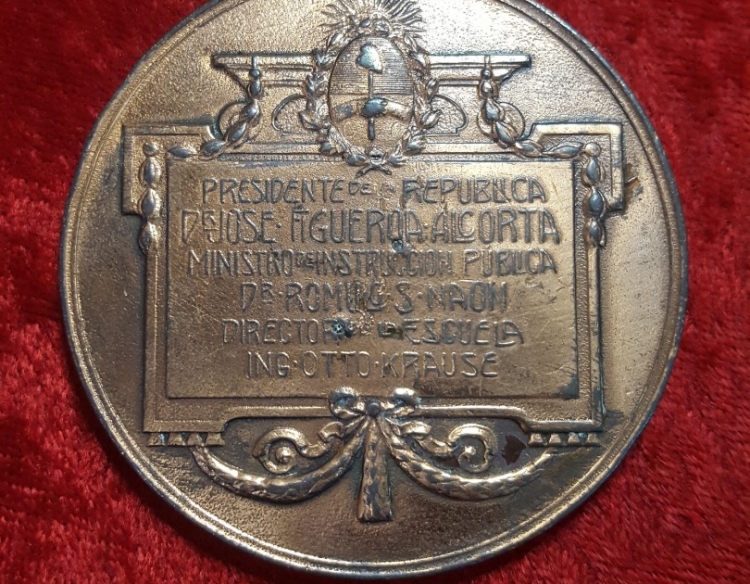 PRESIDENTE DE LA REPUBLICA
DR JOSE · FIGUEROA · ALCORTA
MINISTRO DE INSTRUCCION PÚBLICA
DR · ROMULO · S · NAON
DIRECTOR DE LA ESCUELA
ING · OTTO · KRAUSE